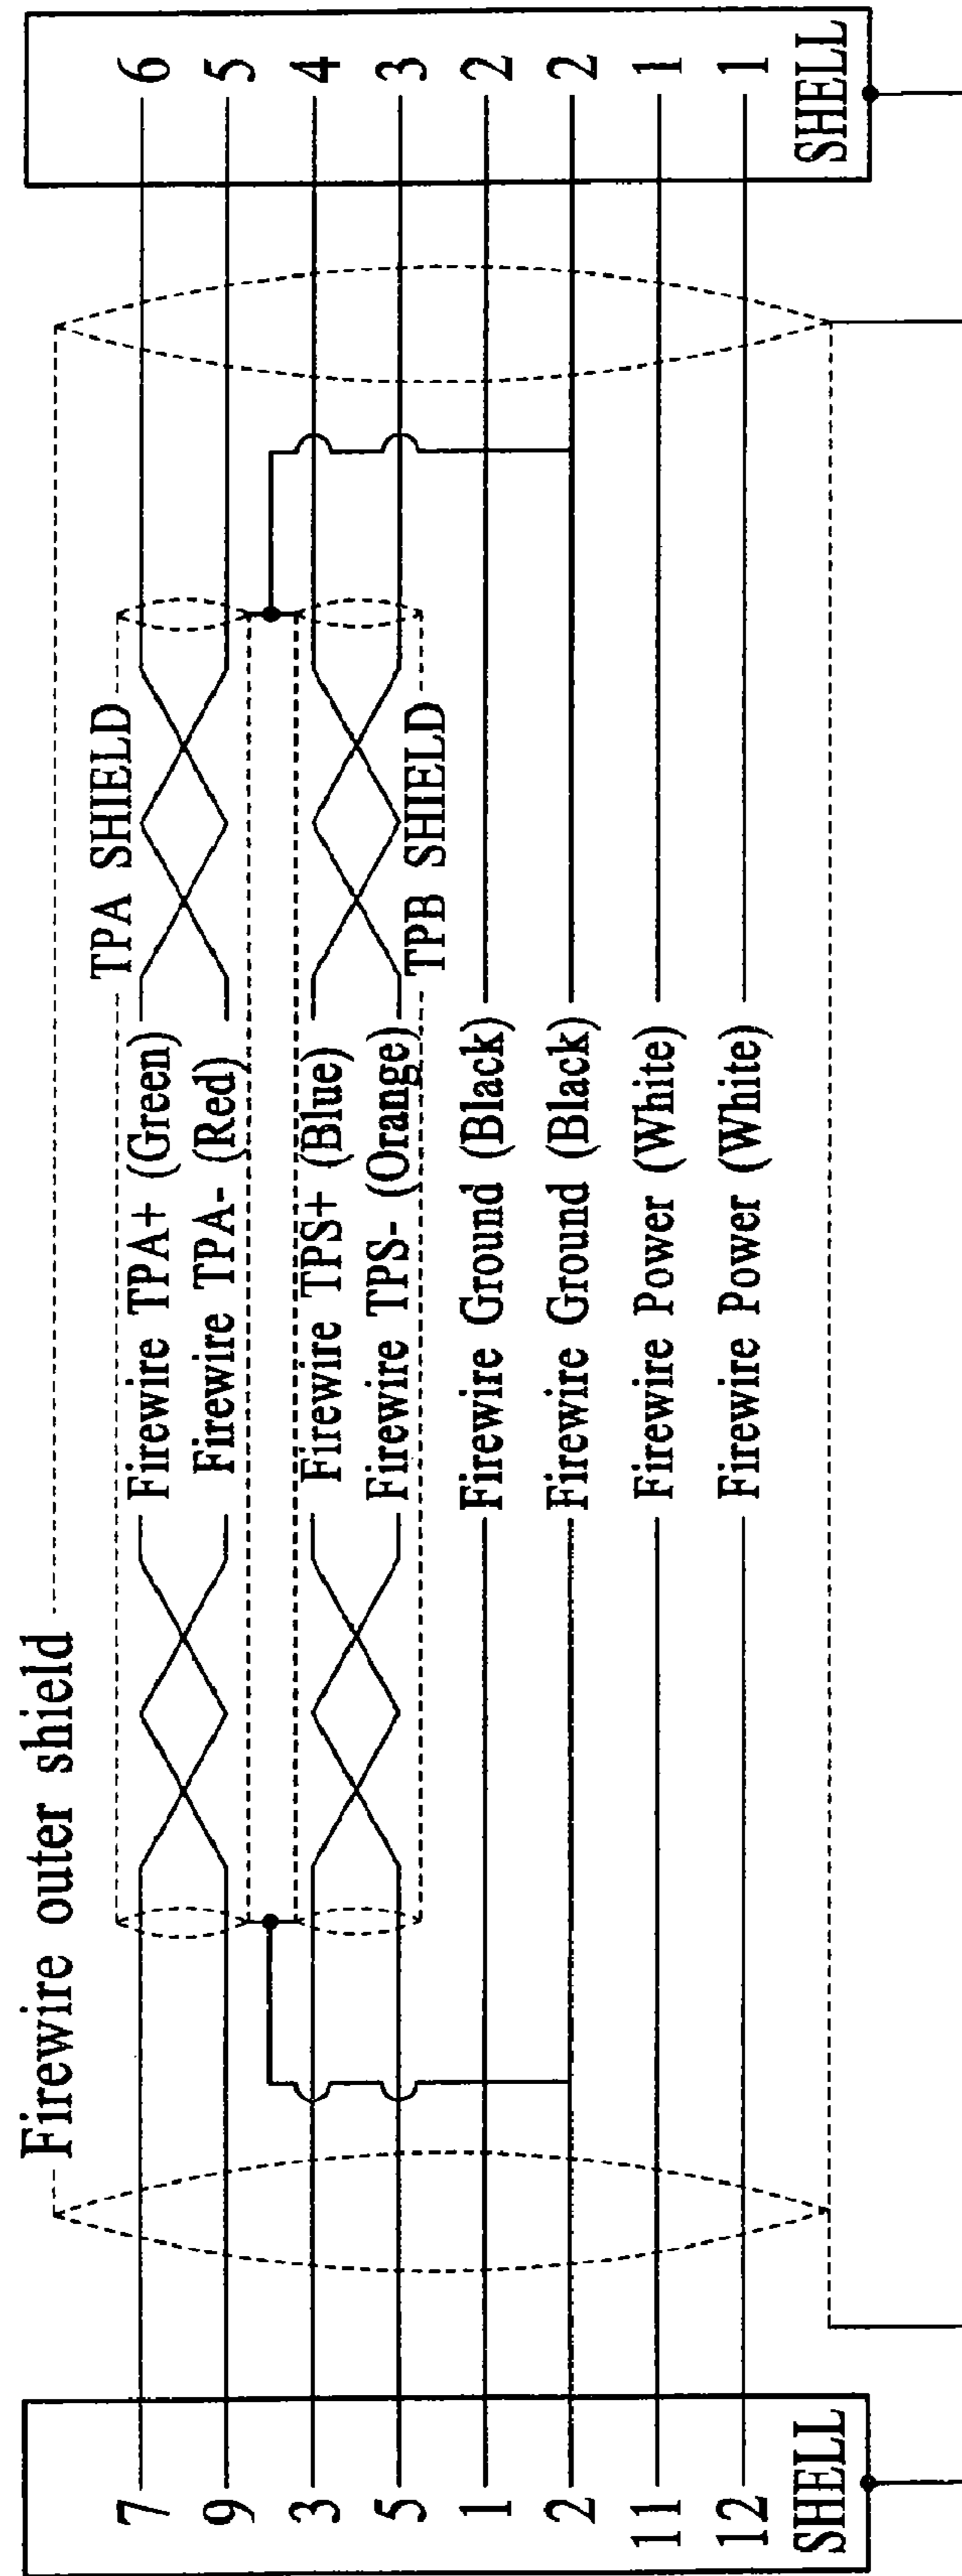 Firewire outer shield
TPA SHIELD
7 Firewire TPA+ (Green) 6
9 Firewire TPA- (Red) 5
3 Firewire TPS+ (Blue) 4
5 Firewire TPS- (Orange) 3
TPB SHIELD
1 Firewire Ground (Black) 2
2 Firewire Ground (Black) 2
11 Firewire Power (White) 1
12 Firewire Power (White) 1
SHELL SHELL